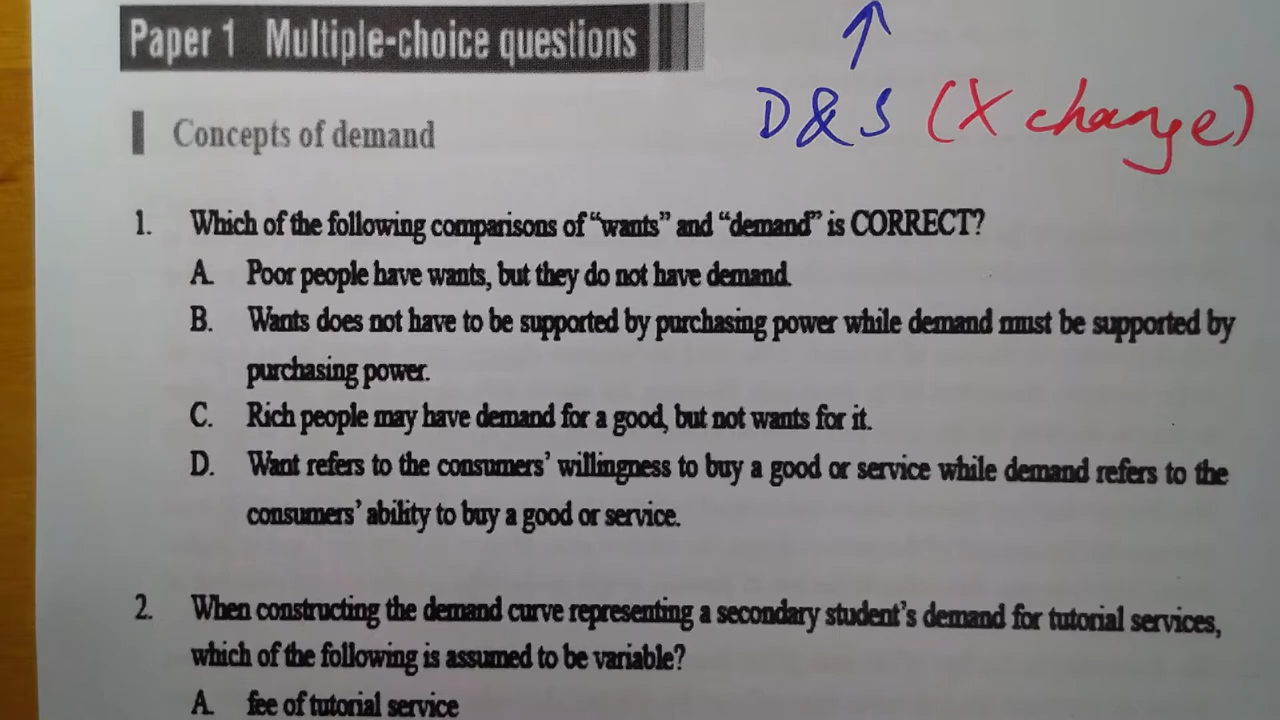 Paper 1 Multiple-choice questions
↑
D & S (X change)
Concepts of demand
1. Which of the following comparisons of “wants” and “demand” is CORRECT?
A. Poor people have wants, but they do not have demand.
B. Wants does not have to be supported by purchasing power while demand must be supported by
purchasing power.
C. Rich people may have demand for a good, but not wants for it.
D. Want refers to the consumers’ willingness to buy a good or service while demand refers to the
consumers’ ability to buy a good or service.
2. When constructing the demand curve representing a secondary student’s demand for tutorial services,
which of the following is assumed to be variable?
A. fee of tutorial service